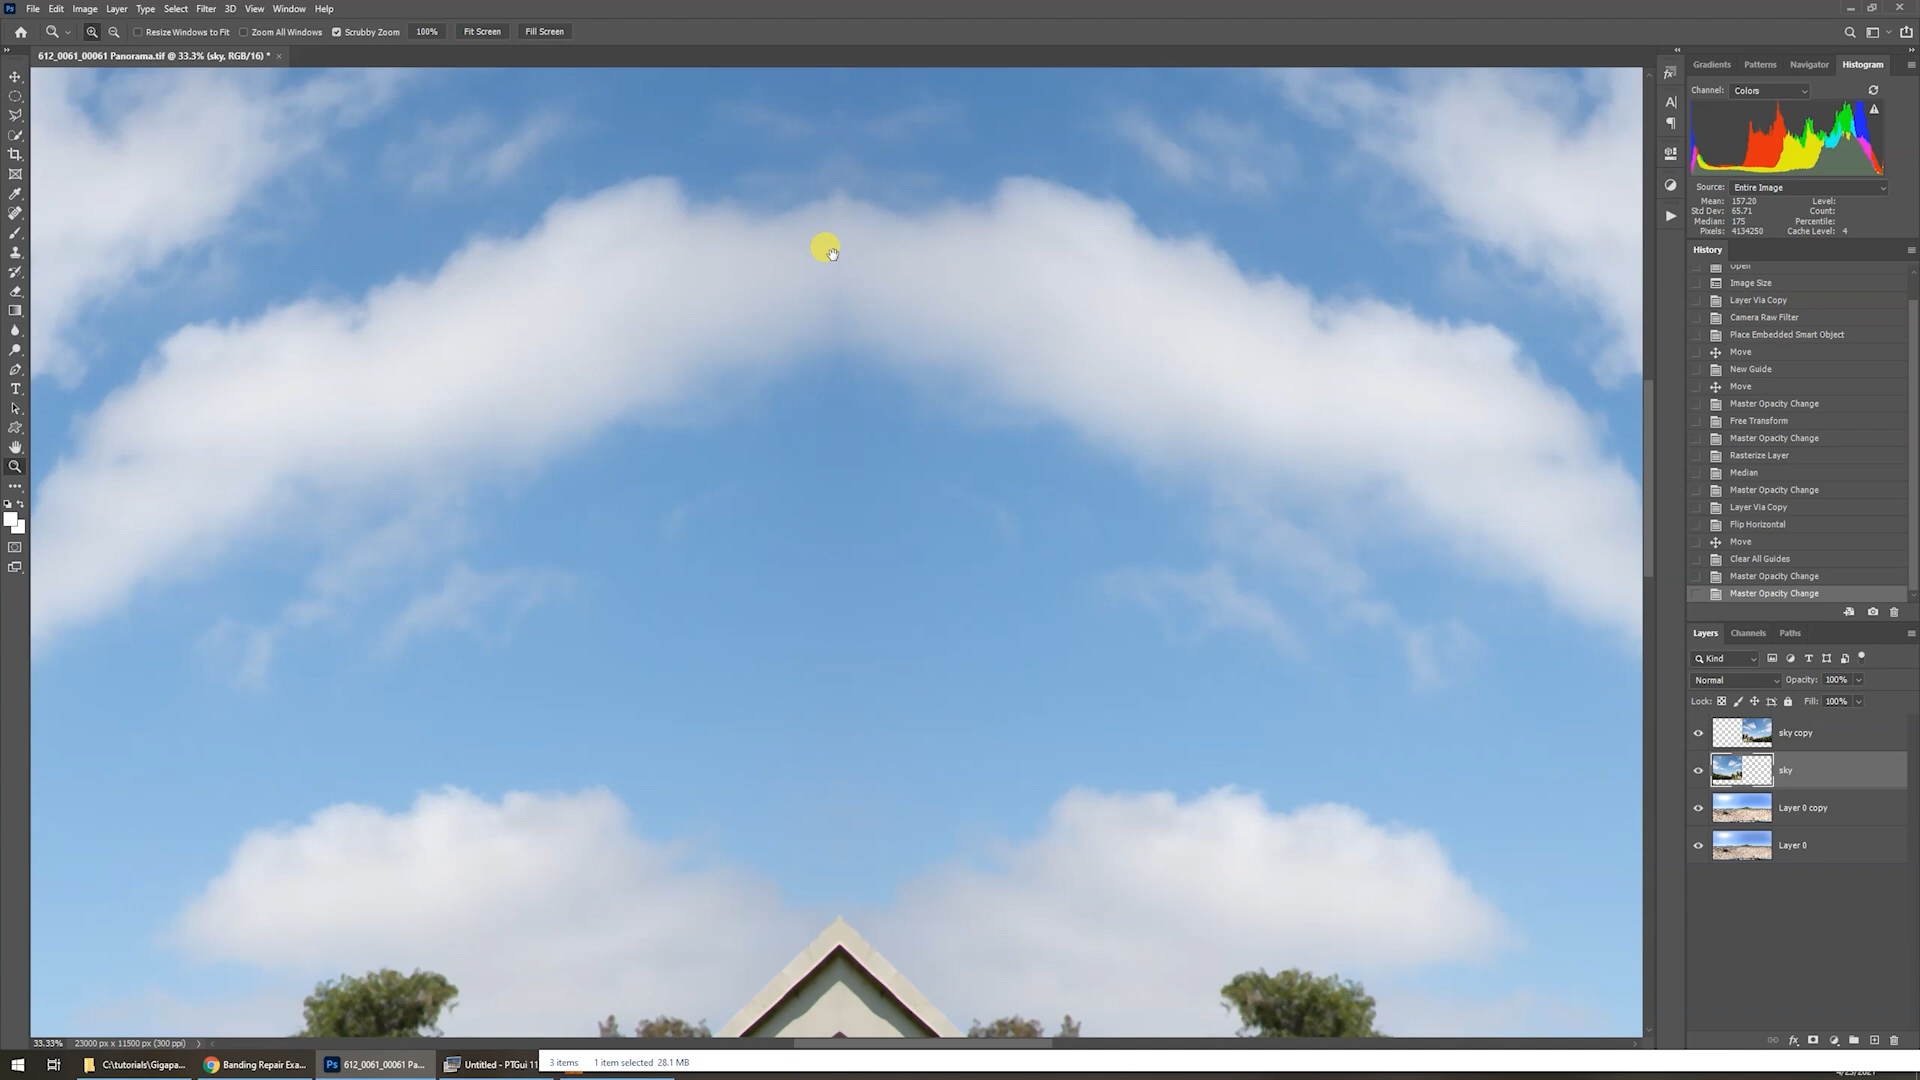 Ps File Edit Image Layer Type Select Filter 3D View Window Help
Resize Windows to Fit Zoom All Windows Scrubby Zoom 100% Fit Screen Fill Screen
612_0061_00061 Panorama.tif @ 33.3% (sky, RGB/16) *
Gradients Patterns Navigator Histogram
Channel: Colors
Source: Entire Image
Mean: 157.20 Level:
Std Dev: 65.71 Count:
Median: 175 Percentile:
Pixels: 4134250 Cache Level: 4
History
Open
Image Size
Layer Via Copy
Camera Raw Filter
Place Embedded Smart Object
Move
New Guide
Move
Master Opacity Change
Free Transform
Master Opacity Change
Rasterize Layer
Median
Master Opacity Change
Layer Via Copy
Flip Horizontal
Move
Clear All Guides
Master Opacity Change
Master Opacity Change
Layers Channels Paths
Kind
Normal Opacity: 100%
Lock: Fill: 100%
sky copy
sky
Layer 0 copy
Layer 0
33.33% 23000 px x 11500 px (300 ppi)
C:\tutorials\Gigapa... Banding Repair Exa... Ps 612_0061_00061 Pa... Untitled - PTGui 11 3 items 1 item selected 28.1 MB